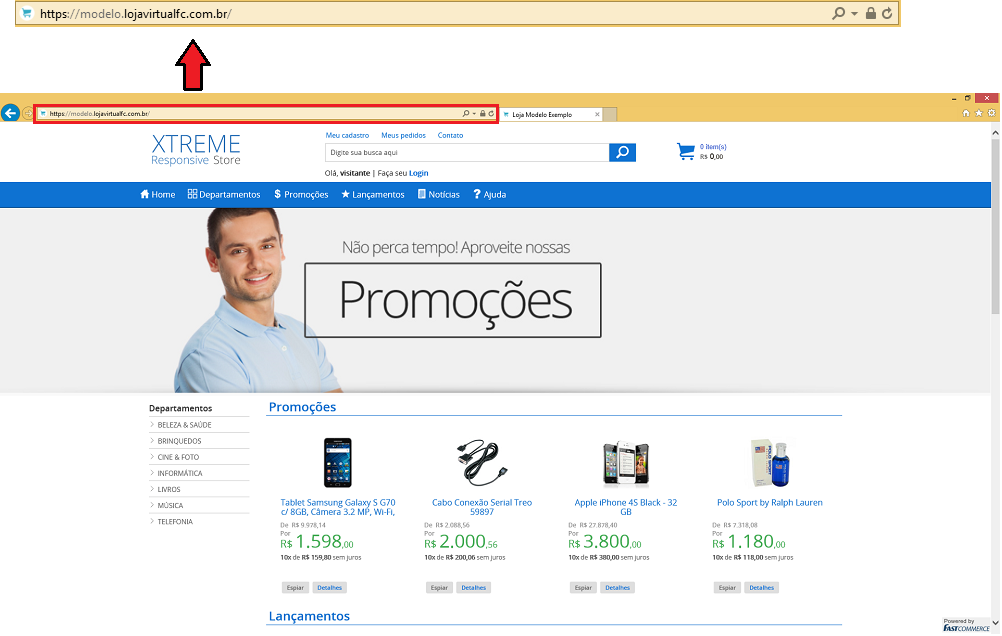 https://modelo.lojavirtualfc.com.br/
https://modelo.lojavirtualfc.com.br/
Loja Modelo Exemplo
XTREME
Responsive Store
Meu cadastro Meus pedidos Contato
Digite sua busca aqui
Olá, visitante | Faça seu Login
0 item(s)
R$ 0,00
Home Departamentos $ Promoções Lançamentos Notícias ? Ajuda
Não perca tempo! Aproveite nossas
Promoções
Departamentos
BELEZA & SAÚDE
BRINQUEDOS
CINE & FOTO
INFORMÁTICA
LIVROS
MÚSICA
TELEFONIA
Promoções
Tablet Samsung Galaxy S G70
c/ 8GB, Câmera 3.2 MP, Wi-Fi,
De R$ 9.978,14
Por
R$ 1.598,00
10x de R$ 159,80 sem juros
Espiar Detalhes
Cabo Conexão Serial Treo
59897
De R$ 2.088,56
Por
R$ 2.000,56
10x de R$ 200,06 sem juros
Espiar Detalhes
Apple iPhone 4S Black - 32
GB
De R$ 27.878,40
Por
R$ 3.800,00
10x de R$ 380,00 sem juros
Espiar Detalhes
Polo Sport by Ralph Lauren
De R$ 7.318,08
Por
R$ 1.180,00
10x de R$ 118,00 sem juros
Espiar Detalhes
Lançamentos
Powered by
FASTCOMMERCE